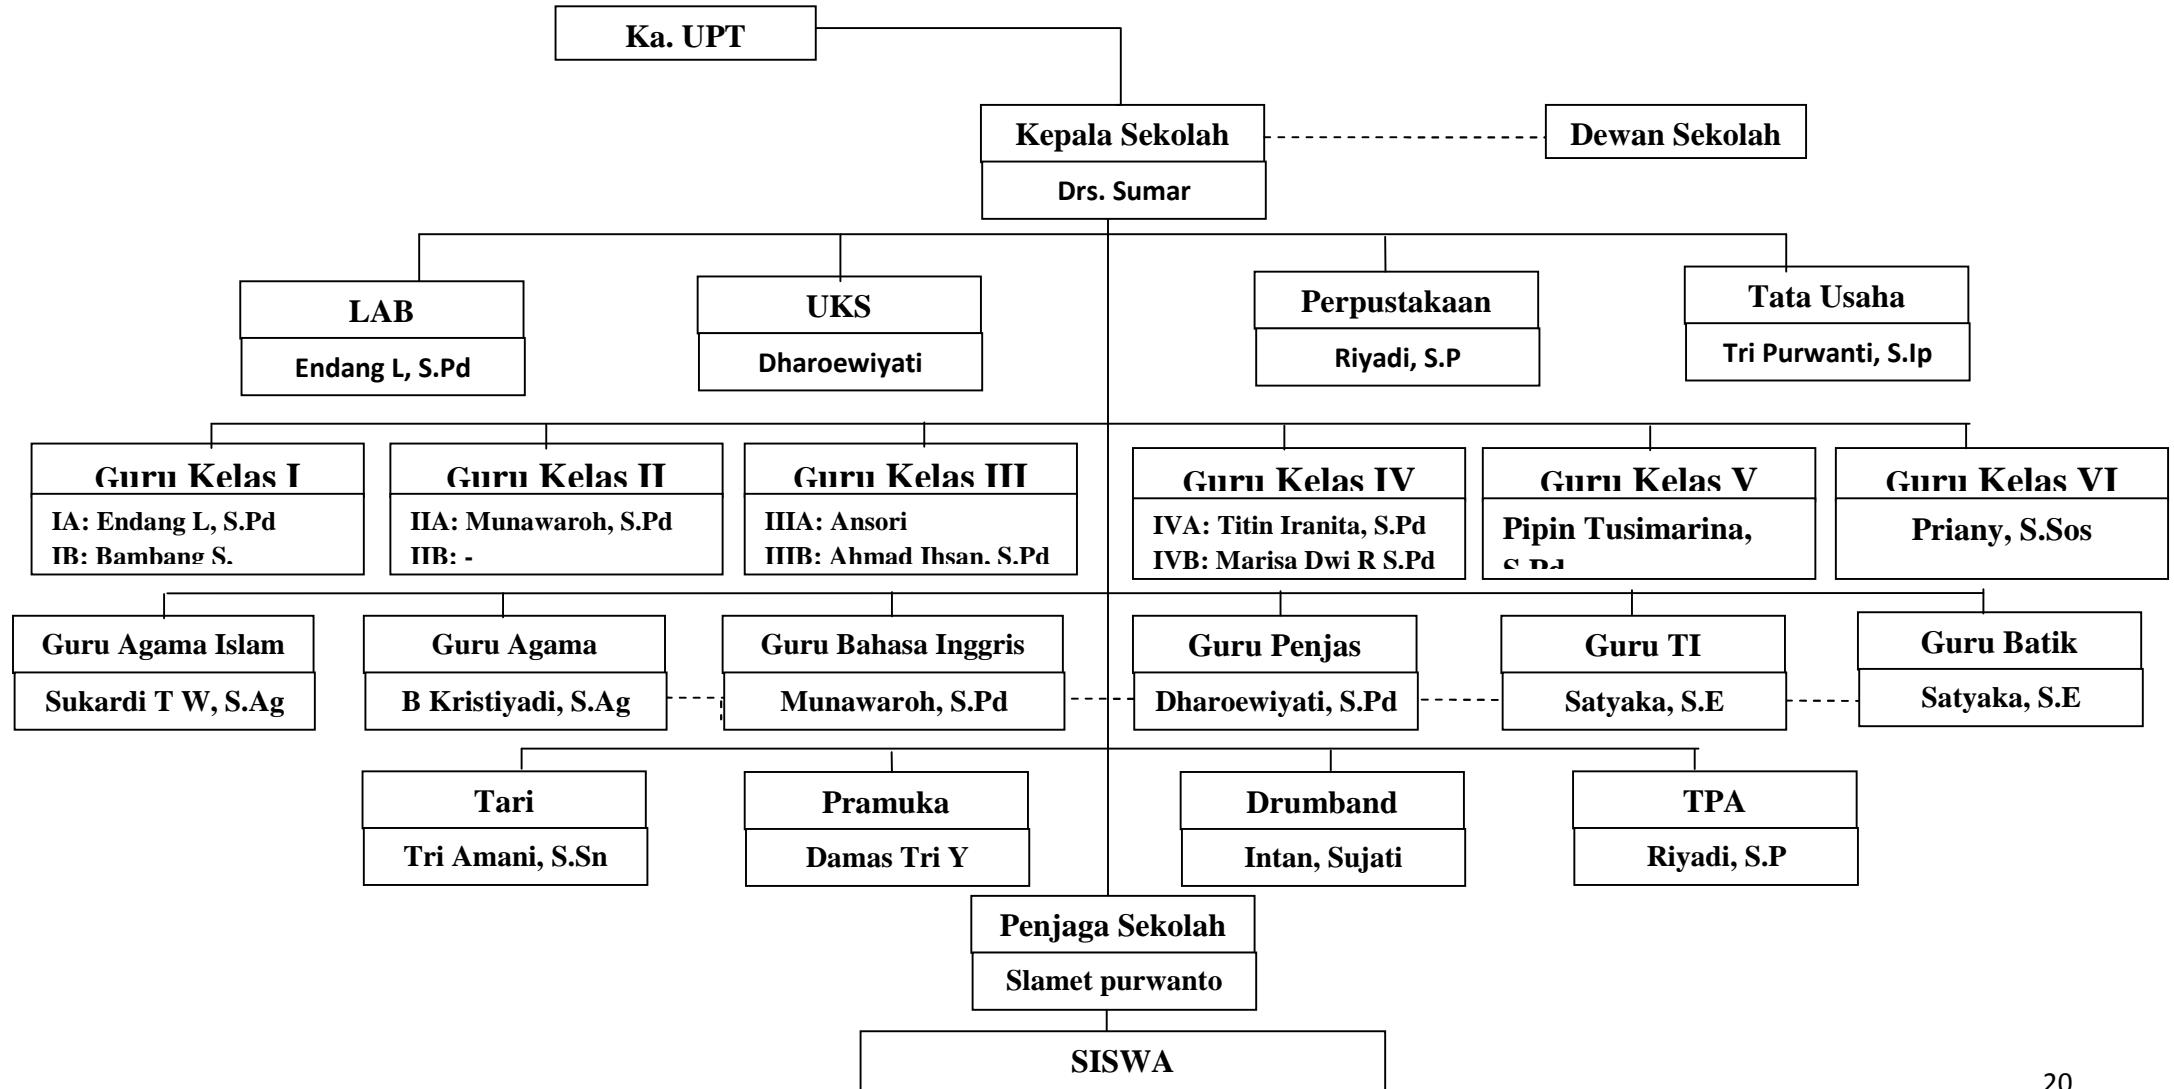 Ka. UPT
Kepala Sekolah
Dewan Sekolah
Drs. Sumar
LAB
UKS
Perpustakaan
Tata Usaha
Endang L, S.Pd
Dharoewiyati
Riyadi, S.P
Tri Purwanti, S.Ip
Guru Kelas I
Guru Kelas II
Guru Kelas III
Guru Kelas IV
Guru Kelas V
Guru Kelas VI
IA: Endang L, S.Pd
IB: Bambang S.
IIA: Munawaroh, S.Pd
IIB: -
IIIA: Ansori
IIIB: Ahmad Ihsan, S.Pd
IVA: Titin Iranita, S.Pd
IVB: Marisa Dwi R S.Pd
Pipin Tusimarina,
S.Pd
Priany, S.Sos
Guru Agama Islam
Guru Agama
Guru Bahasa Inggris
Guru Penjas
Guru TI
Guru Batik
Sukardi T W, S.Ag
B Kristiyadi, S.Ag
Munawaroh, S.Pd
Dharoewiyati, S.Pd
Satyaka, S.E
Satyaka, S.E
Tari
Pramuka
Drumband
TPA
Tri Amani, S.Sn
Damas Tri Y
Intan, Sujati
Riyadi, S.P
Penjaga Sekolah
Slamet purwanto
SISWA
20